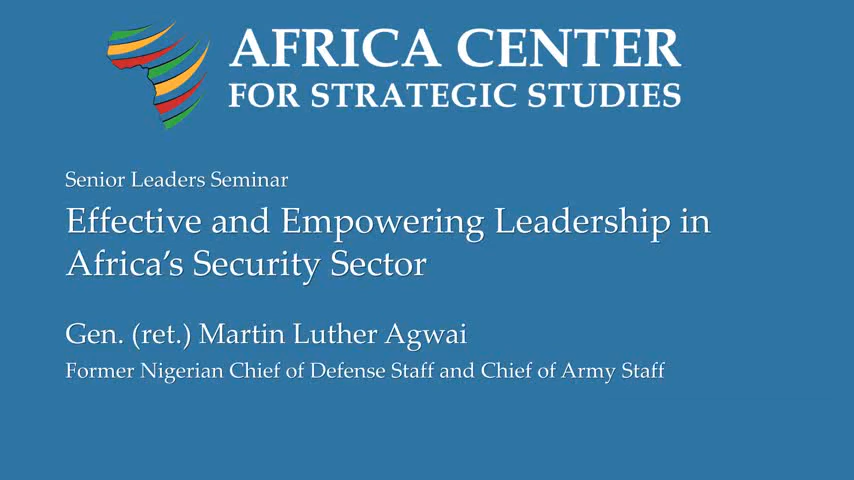 AFRICA CENTER
FOR STRATEGIC STUDIES
Senior Leaders Seminar
Effective and Empowering Leadership in
Africa’s Security Sector
Gen. (ret.) Martin Luther Agwai
Former Nigerian Chief of Defense Staff and Chief of Army Staff